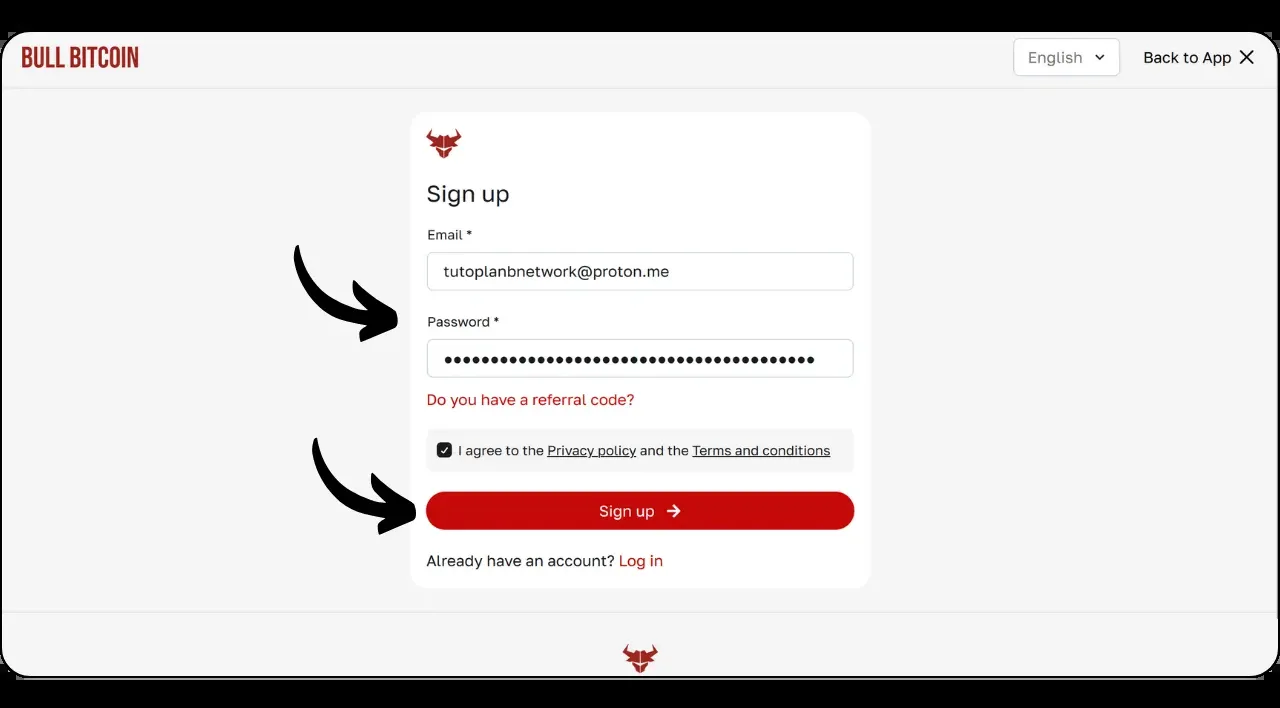 BULL BITCOIN
English
Back to App
Sign up
Email *
tutoplanbnetwork@proton.me
Password *
Do you have a referral code?
I agree to the Privacy policy and the Terms and conditions
Sign up
Already have an account? Log in